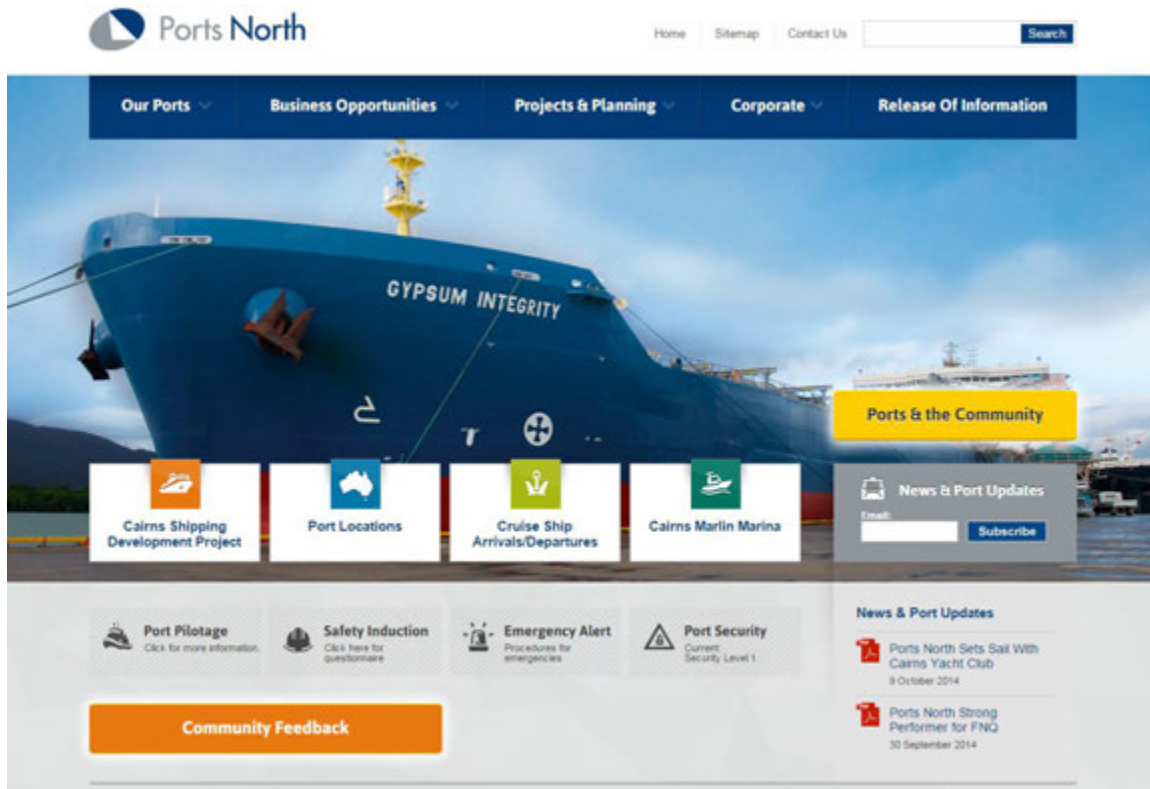 Ports North
Home Sitemap Contact Us Search
Our Ports Business Opportunities Projects & Planning Corporate Release Of Information
GYPSUM INTEGRITY
Ports & the Community
Cairns Shipping
Development Project
Port Locations
Cruise Ship
Arrivals/Departures
Cairns Marlin Marina
News & Port Updates
Email:
Subscribe
Port Pilotage
Click for more information.
Safety Induction
Click here for
questionnaire
Emergency Alert
Procedures for
emergencies
Port Security
Current
Security Level 1
Community Feedback
News & Port Updates
PDF
Ports North Sets Sail With
Cairns Yacht Club
9 October 2014
PDF
Ports North Strong
Performer for FNQ
30 September 2014